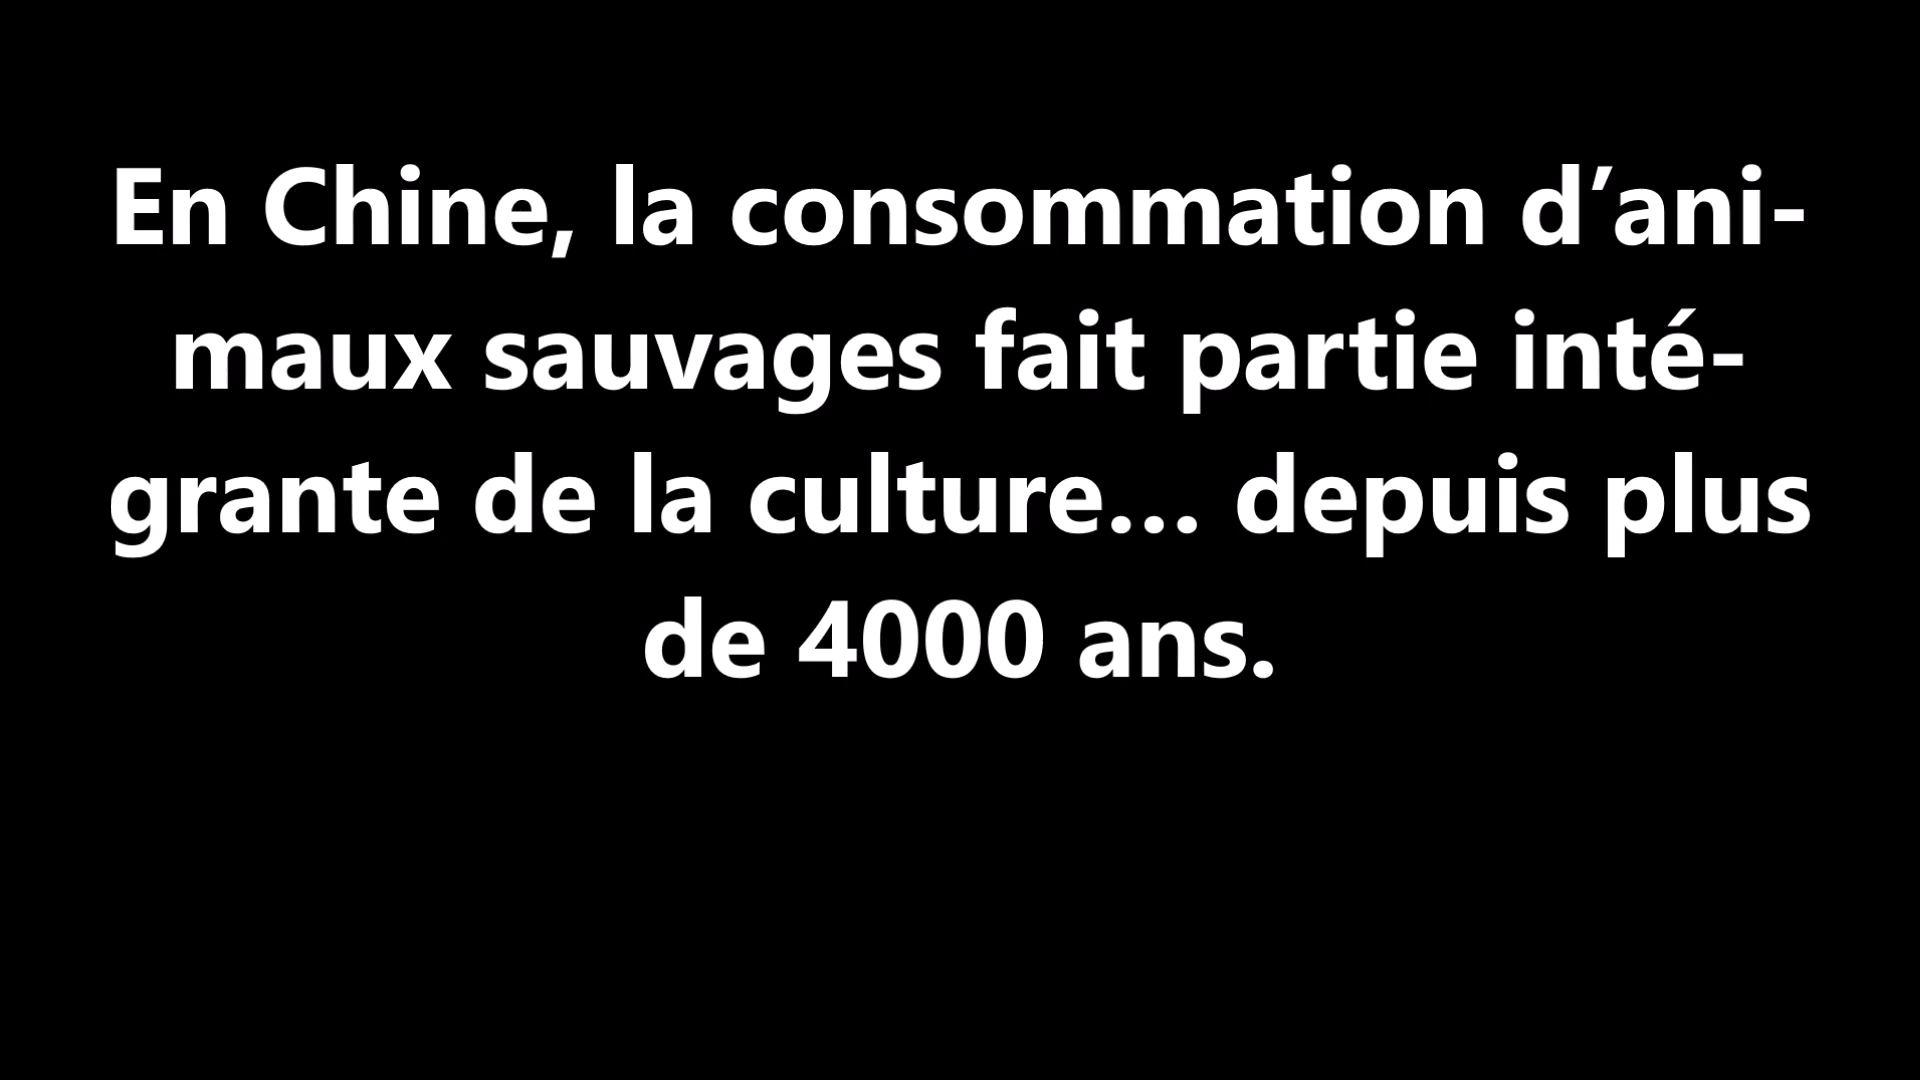 En Chine, la consommation d’ani-
maux sauvages fait partie inté-
grante de la culture… depuis plus
de 4000 ans.